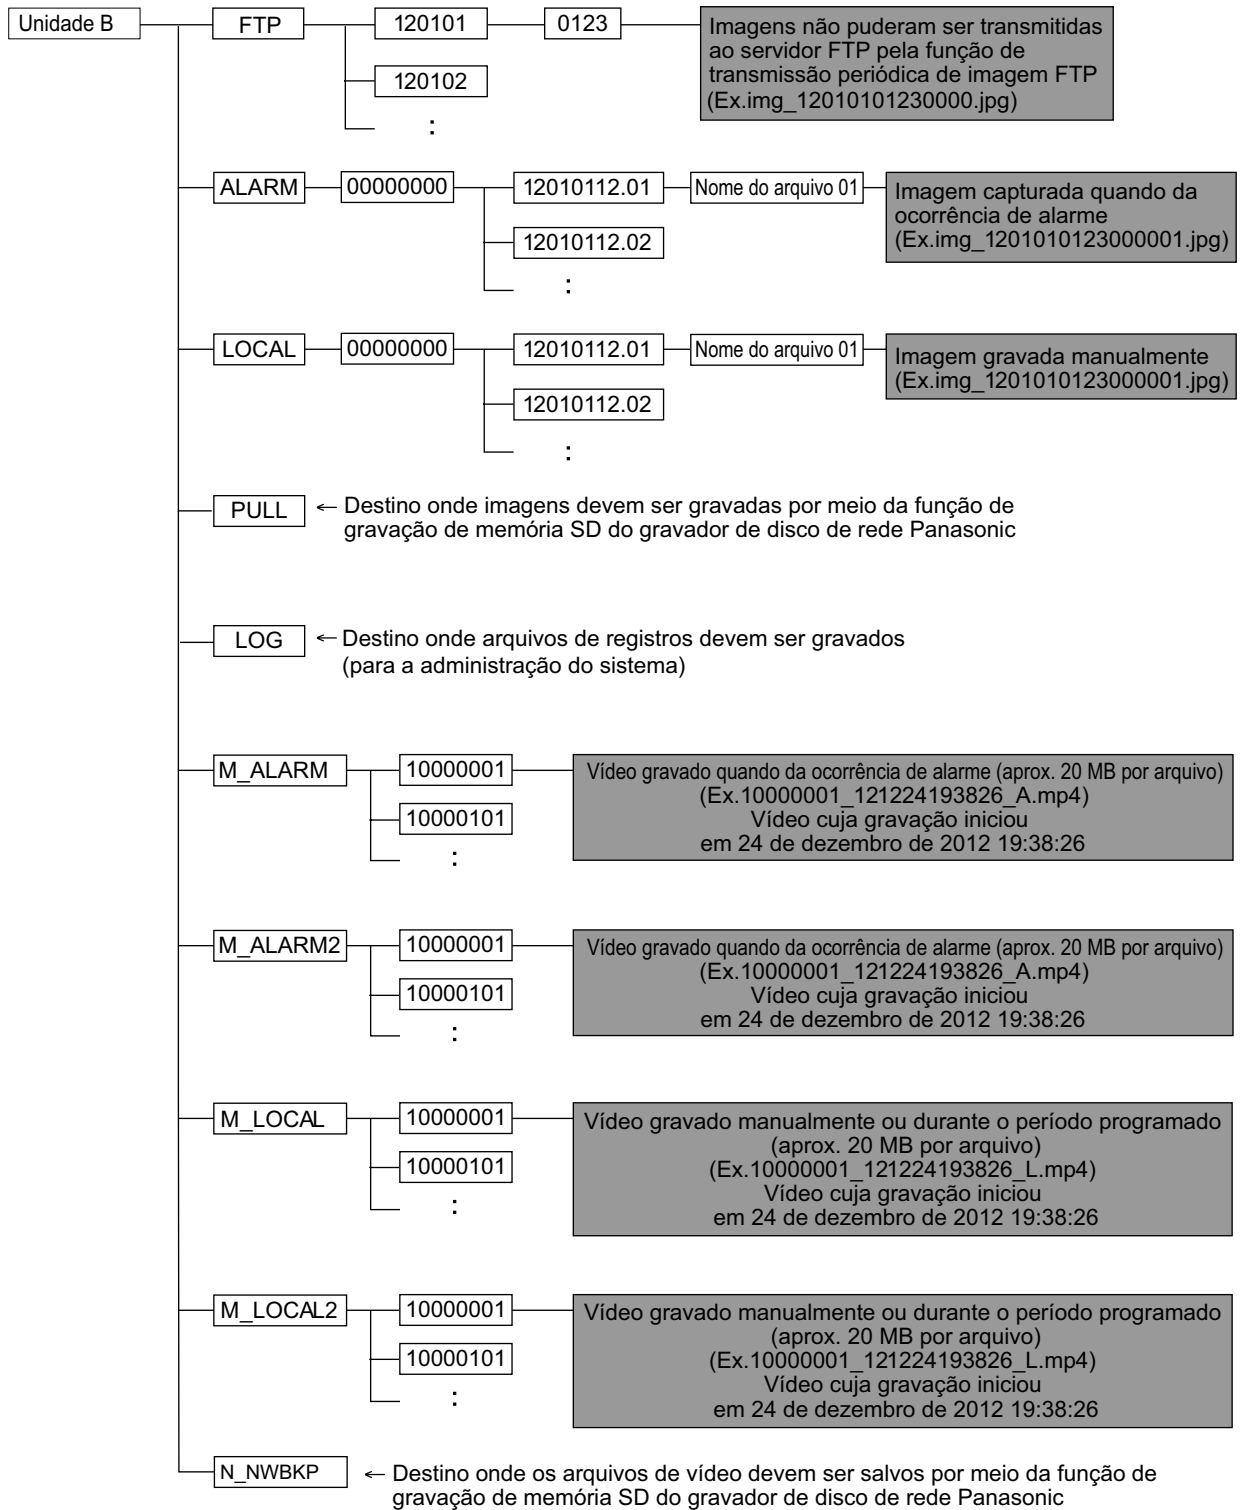 Unidade B
FTP
120101
0123
Imagens não puderam ser transmitidas
ao servidor FTP pela função de
transmissão periódica de imagem FTP
(Ex.img_12010101230000.jpg)
120102
:
ALARM
00000000
12010112.01
Nome do arquivo 01
Imagem capturada quando da
ocorrência de alarme
(Ex.img_1201010123000001.jpg)
12010112.02
:
LOCAL
00000000
12010112.01
Nome do arquivo 01
Imagem gravada manualmente
(Ex.img_1201010123000001.jpg)
12010112.02
:
PULL
← Destino onde imagens devem ser gravadas por meio da função de
gravação de memória SD do gravador de disco de rede Panasonic
LOG
← Destino onde arquivos de registros devem ser gravados
(para a administração do sistema)
M_ALARM
10000001
Vídeo gravado quando da ocorrência de alarme (aprox. 20 MB por arquivo)
(Ex.10000001_121224193826_A.mp4)
Vídeo cuja gravação iniciou
em 24 de dezembro de 2012 19:38:26
10000101
:
M_ALARM2
10000001
Vídeo gravado quando da ocorrência de alarme (aprox. 20 MB por arquivo)
(Ex.10000001_121224193826_A.mp4)
Vídeo cuja gravação iniciou
em 24 de dezembro de 2012 19:38:26
10000101
:
M_LOCAL
10000001
Vídeo gravado manualmente ou durante o período programado
(aprox. 20 MB por arquivo)
(Ex.10000001_121224193826_L.mp4)
Vídeo cuja gravação iniciou
em 24 de dezembro de 2012 19:38:26
10000101
:
M_LOCAL2
10000001
Vídeo gravado manualmente ou durante o período programado
(aprox. 20 MB por arquivo)
(Ex.10000001_121224193826_L.mp4)
Vídeo cuja gravação iniciou
em 24 de dezembro de 2012 19:38:26
10000101
:
N_NWBKP
← Destino onde os arquivos de vídeo devem ser salvos por meio da função de
gravação de memória SD do gravador de disco de rede Panasonic